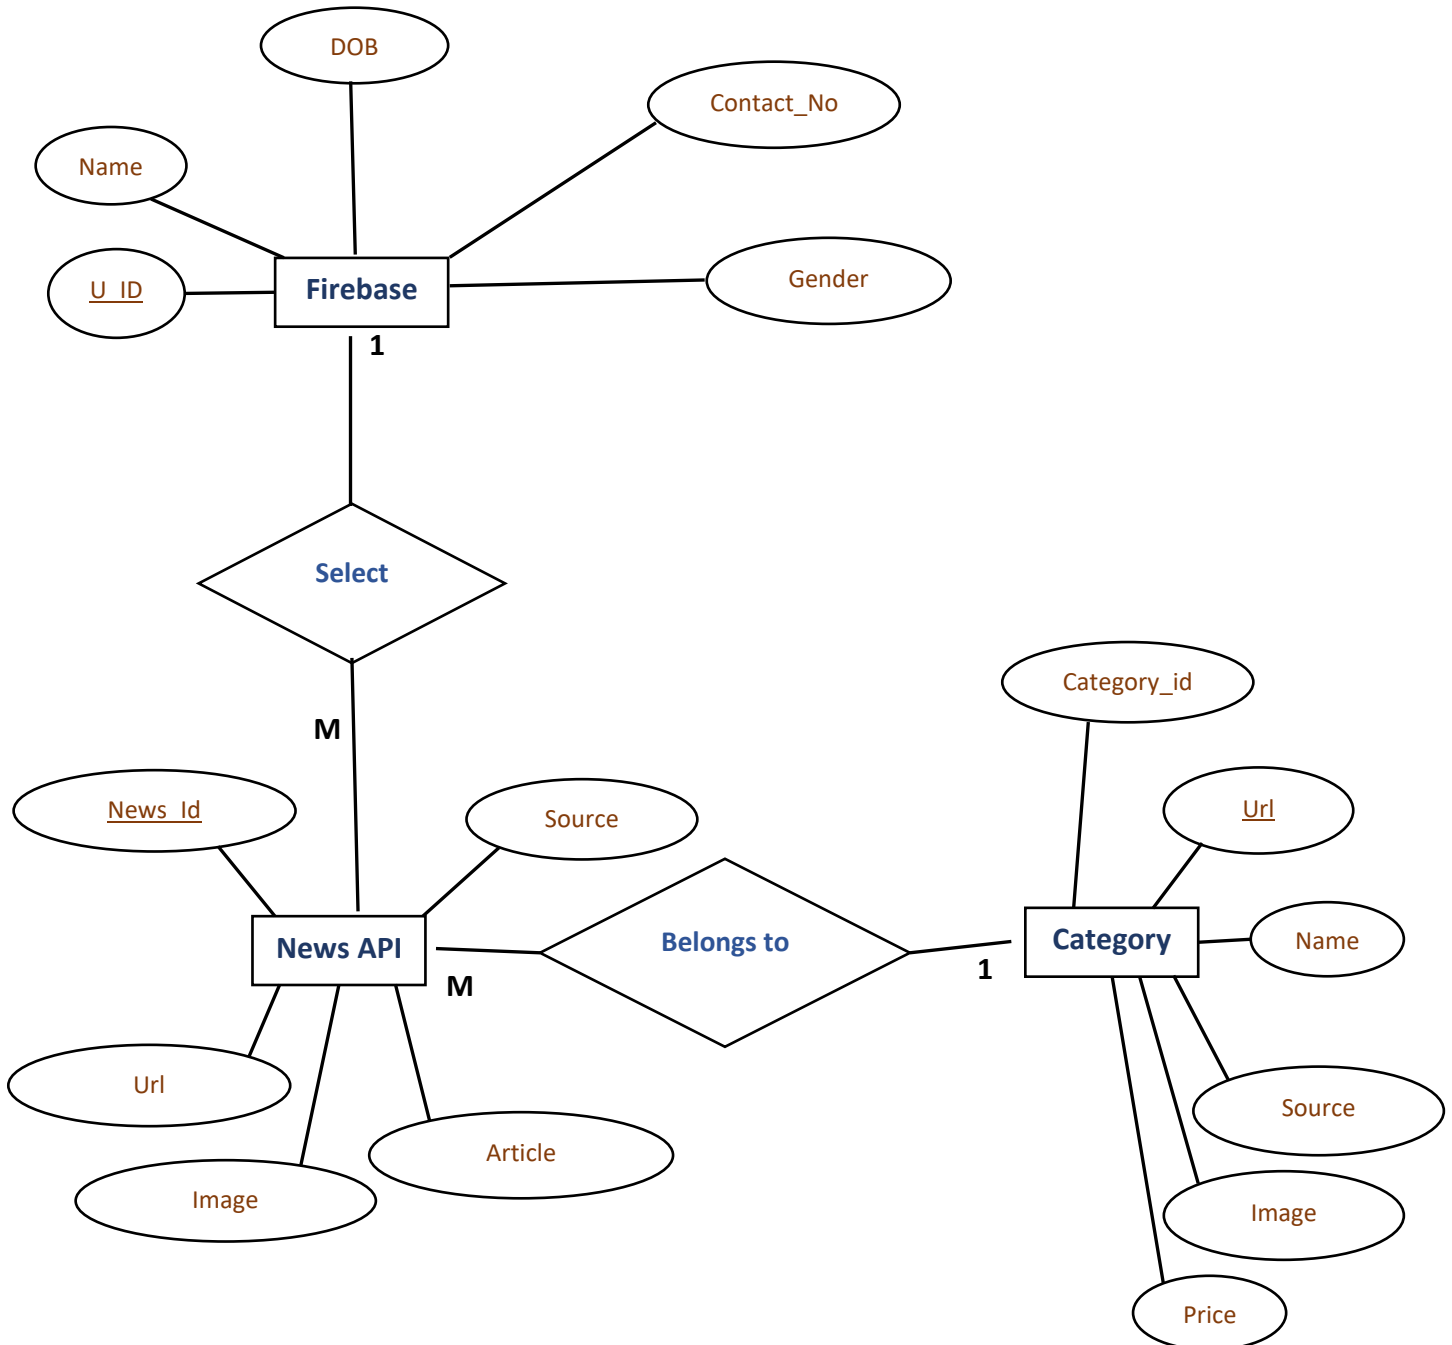 DOB
Contact_No
Name
Gender
U_ID
Firebase
1
Select
Category_id
M
News_Id
Source
Url
News API
Belongs to
Category
Name
M
1
Url
Article
Source
Image
Image
Price